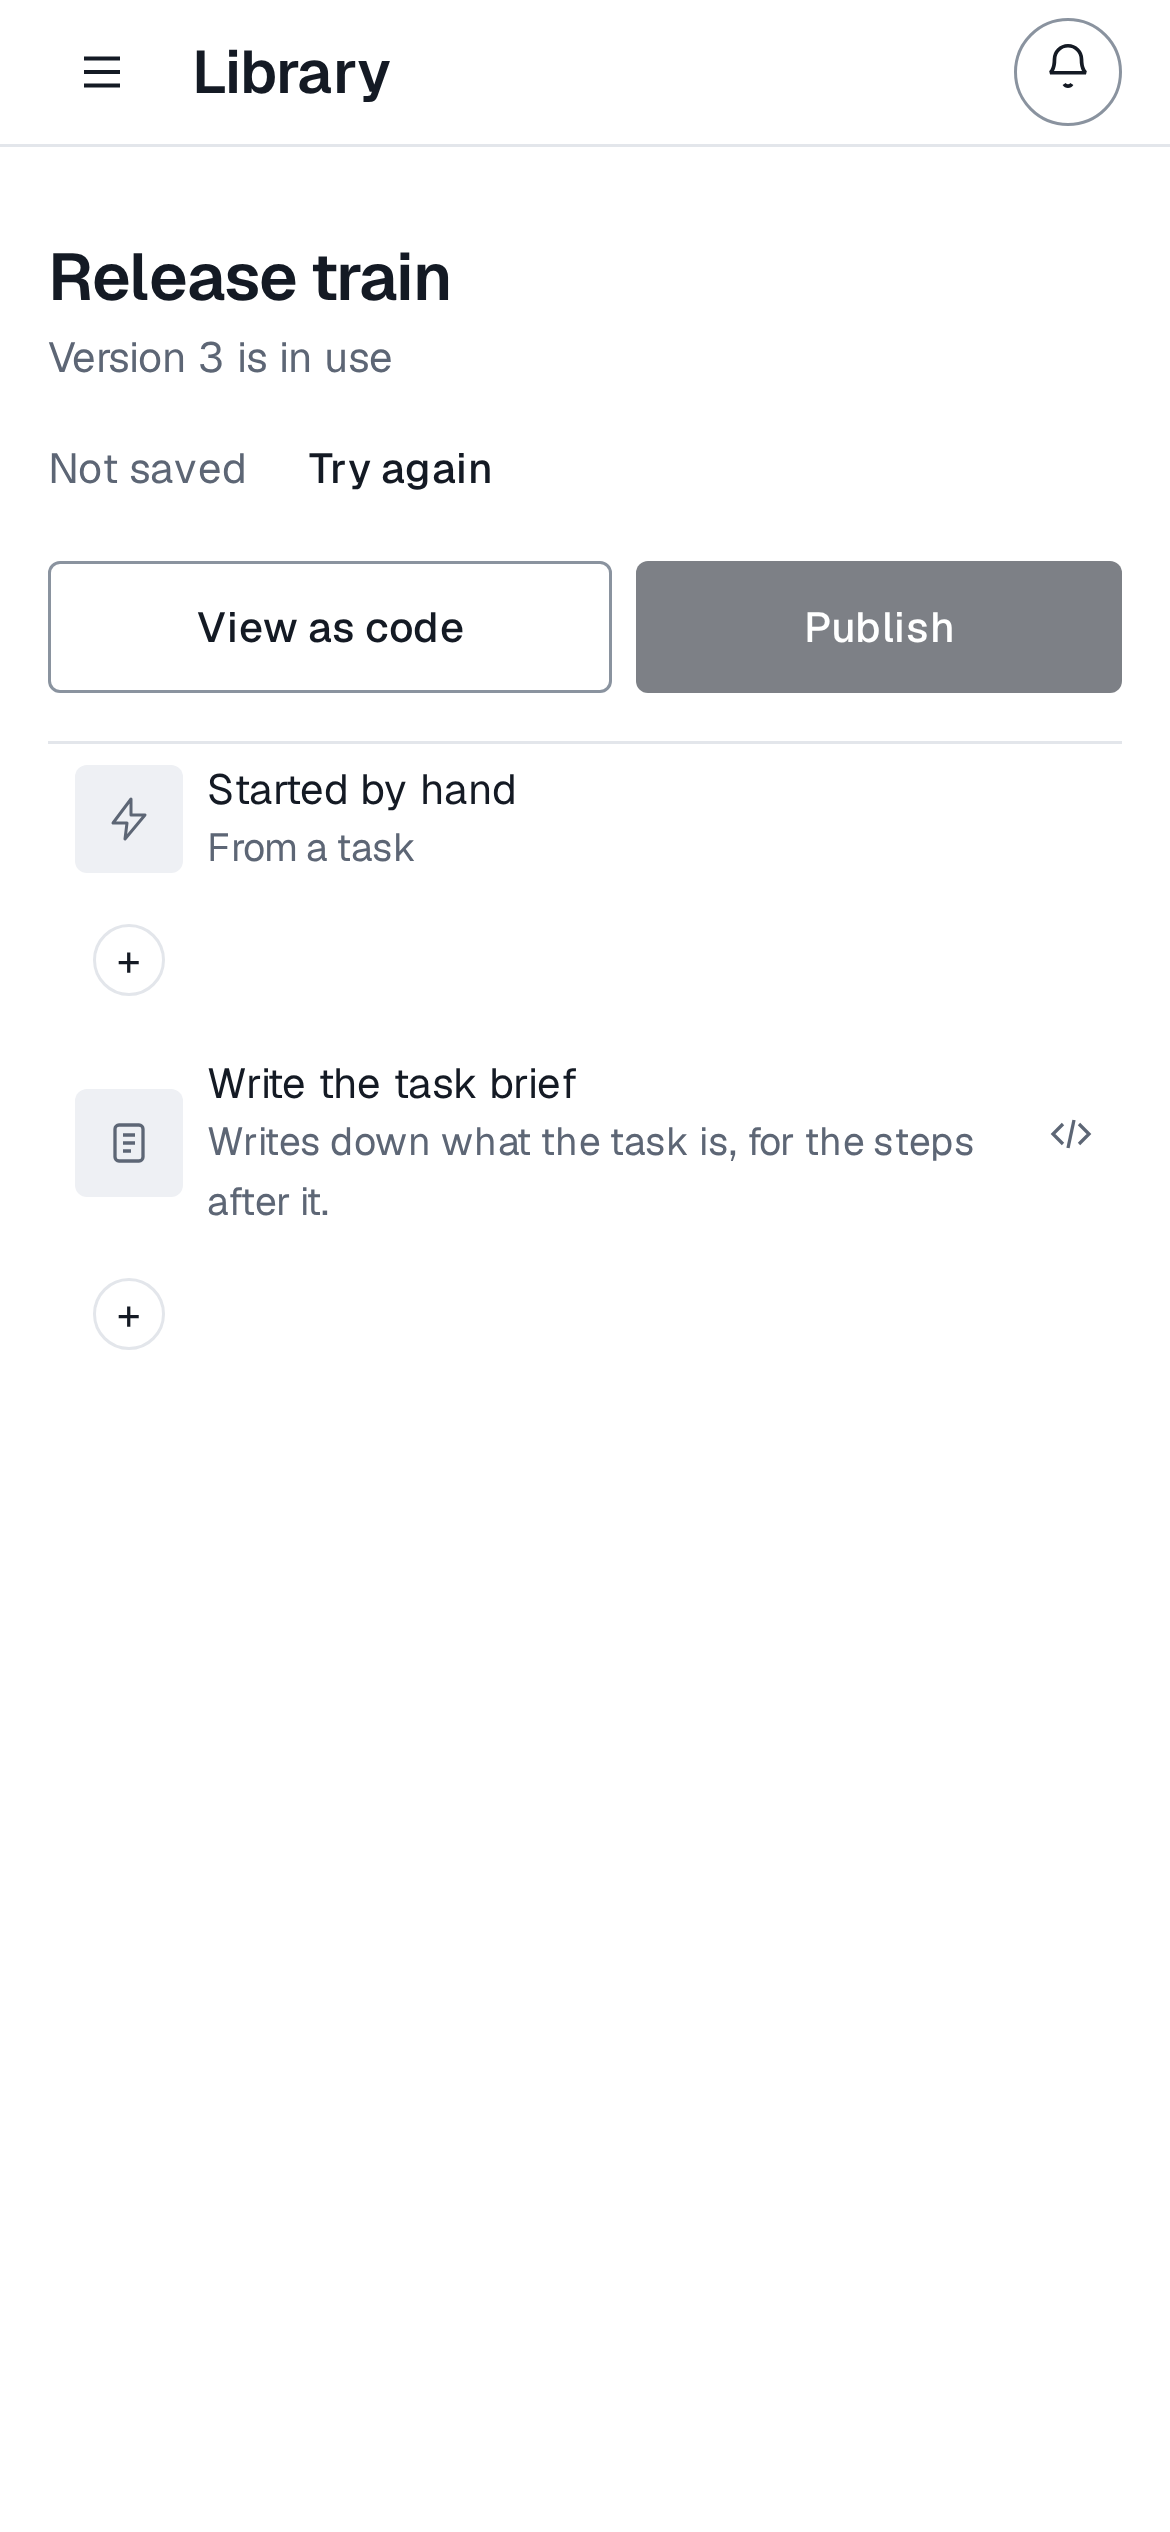 Library
Release train
Version 3 is in use
Not saved Try again
View as code Publish
Started by hand
From a task
+
Write the task brief
Writes down what the task is, for the steps
after it.
+